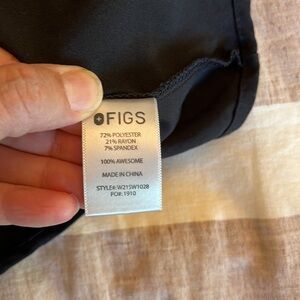 FIGS
72% POLYESTER
21% RAYON
7% SPANDEX
100% AWESOME
MADE IN CHINA
STYLE#: W215W1028
PO#: 1910